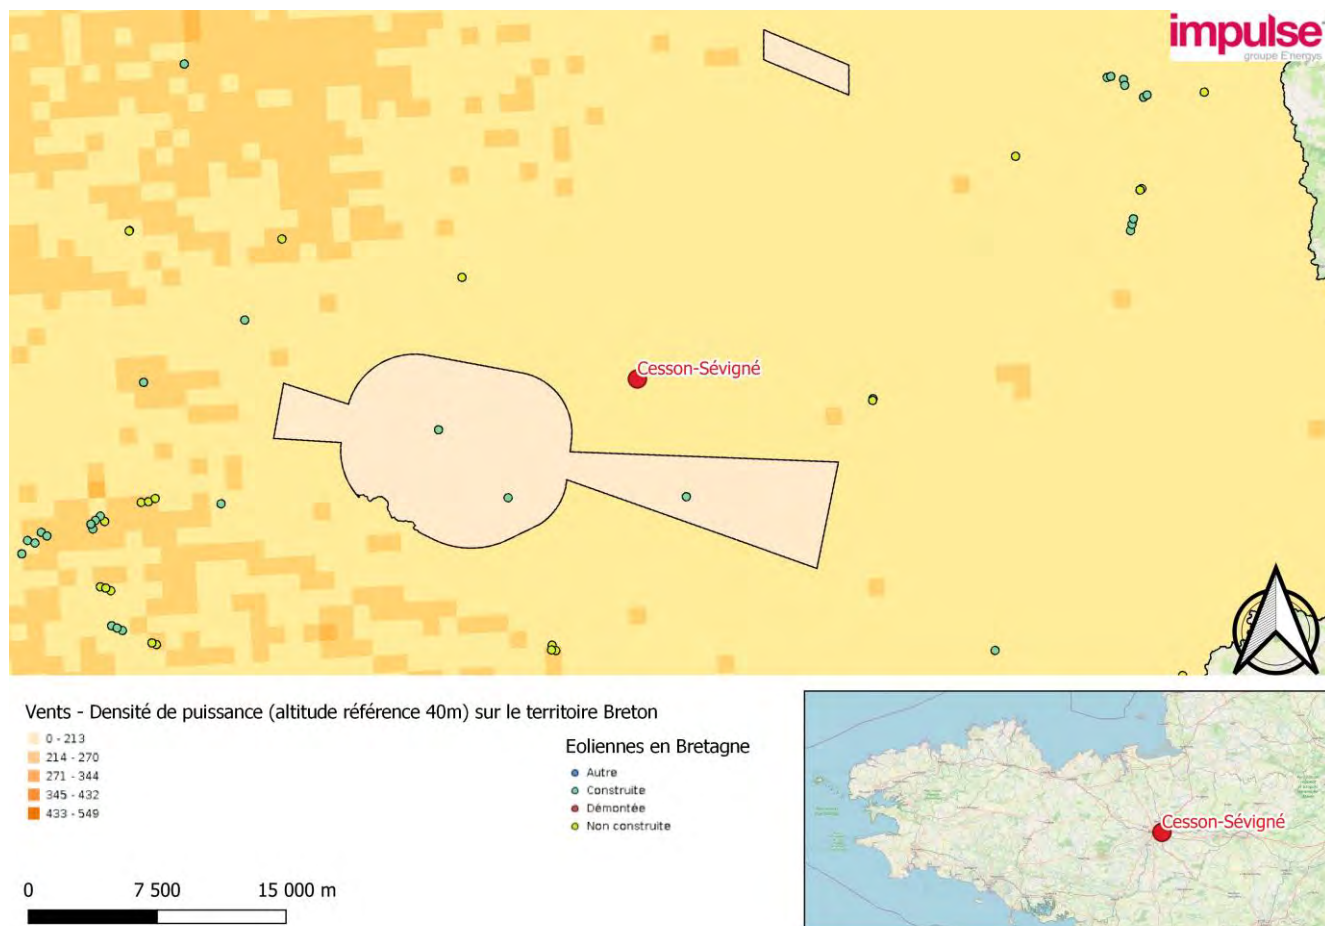 impulse
groupe E'nergys
Cesson-Sévigné
Vents - Densité de puissance (altitude référence 40m) sur le territoire Breton
0 - 213
214 - 270
271 - 344
345 - 432
433 - 549
Eoliennes en Bretagne
Autre
Construite
Démontée
Non construite
0 7 500 15 000 m
Cesson-Sévigné